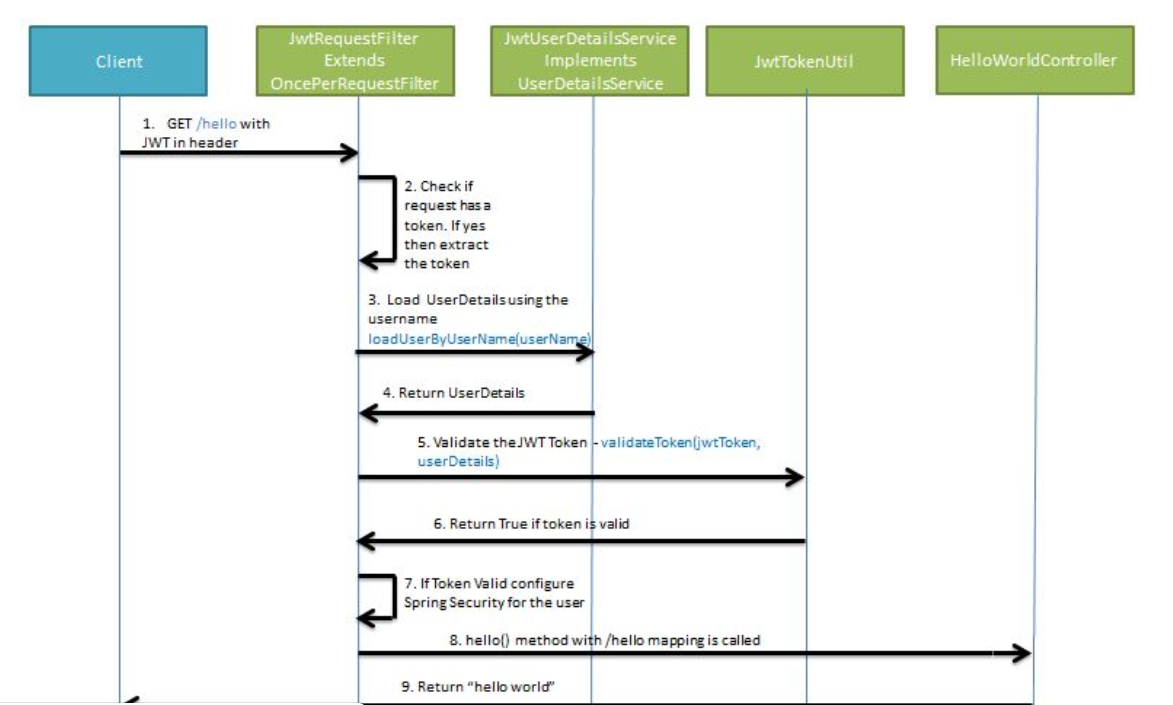 Client
JwtRequestFilter
Extends
OncePerRequestFilter
JwtUserDetailsService
Implements
UserDetailsService
JwtTokenUtil
HelloWorldController
1. GET /hello with
JWT in header
2. Check if
request has a
token. If yes
then extract
the token
3. Load UserDetails using the
username
loadUserByUserName(userName)
4. Return UserDetails
5. Validate the JWT Token - validateToken(jwtToken,
userDetails)
6. Return True if token is valid
7. If Token Valid configure
Spring Security for the user
8. hello() method with /hello mapping is called
9. Return “hello world”